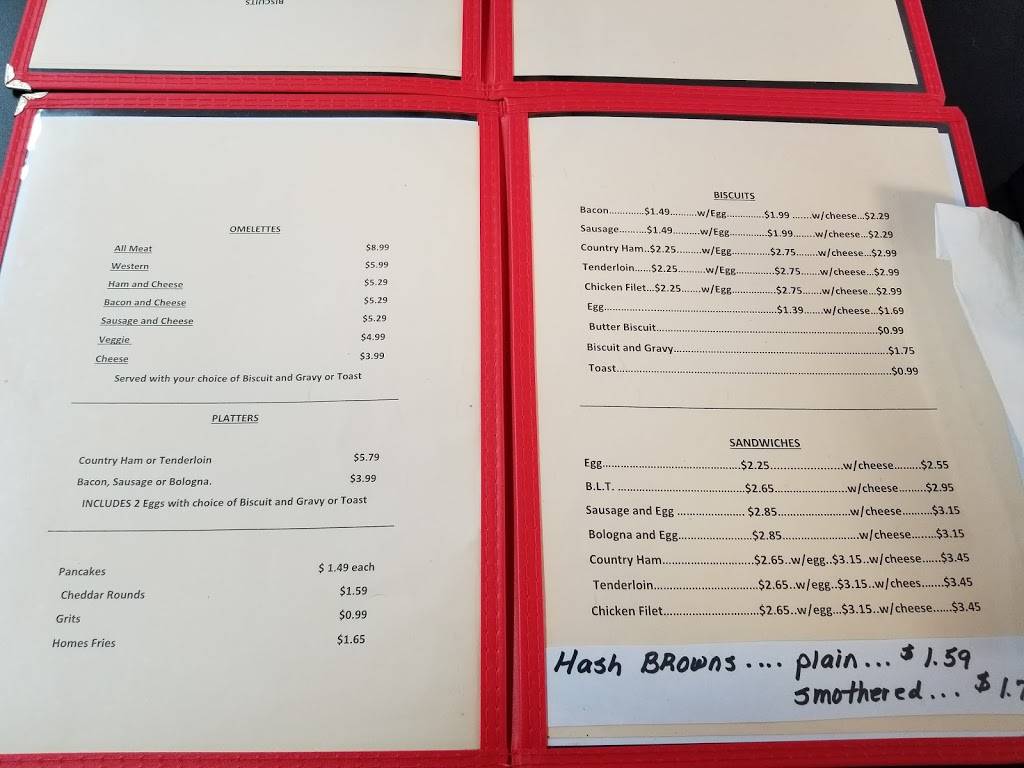 BISCUITS
OMELETTES
All Meat $8.99
Western $5.99
Ham and Cheese $5.29
Bacon and Cheese $5.29
Sausage and Cheese $5.29
Veggie $4.99
Cheese $3.99
Served with your choice of Biscuit and Gravy or Toast
PLATTERS
Country Ham or Tenderloin $5.79
Bacon, Sausage or Bologna. $3.99
INCLUDES 2 Eggs with choice of Biscuit and Gravy or Toast
Pancakes $ 1.49 each
Cheddar Rounds $1.59
Grits $0.99
Homes Fries $1.65
BISCUITS
Bacon.............$1.49..........w/Egg..............$1.99 .......w/cheese...$2.29
Sausage..........$1.49..........w/Egg..............$1.99........w/cheese...$2.29
Country Ham..$2.25.........w/Egg..............$2.75.......w/cheese...$2.99
Tenderloin......$2.25..........w/Egg..............$2.75.......w/cheese...$2.99
Chicken Filet...$2.25.......w/Egg................$2.75.......w/cheese...$2.99
Egg..............................................................$1.39.......w/cheese...$1.69
Butter Biscuit................................................................................$0.99
Biscuit and Gravy..............................................................................$1.75
Toast..................................................................................................$0.99
SANDWICHES
Egg................................................$2.25..........................w/cheese.........$2.55
B.L.T. ............................................$2.65..........................w/cheese.........$2.95
Sausage and Egg .........................$2.85..........................w/cheese..........$3.15
Bologna and Egg..........................$2.85...........................w/cheese........$3.15
Country Ham................................$2.65..w/egg..$3.15..w/cheese......$3.45
Tenderloin....................................$2.65..w/egg..$3.15..w/chees.......$3.45
Chicken Filet.................................$2.65..w/egg...$3.15..w/cheese......$3.45
Hash BROWNS .... plain... $ 1.59
smothered... $ 1.7